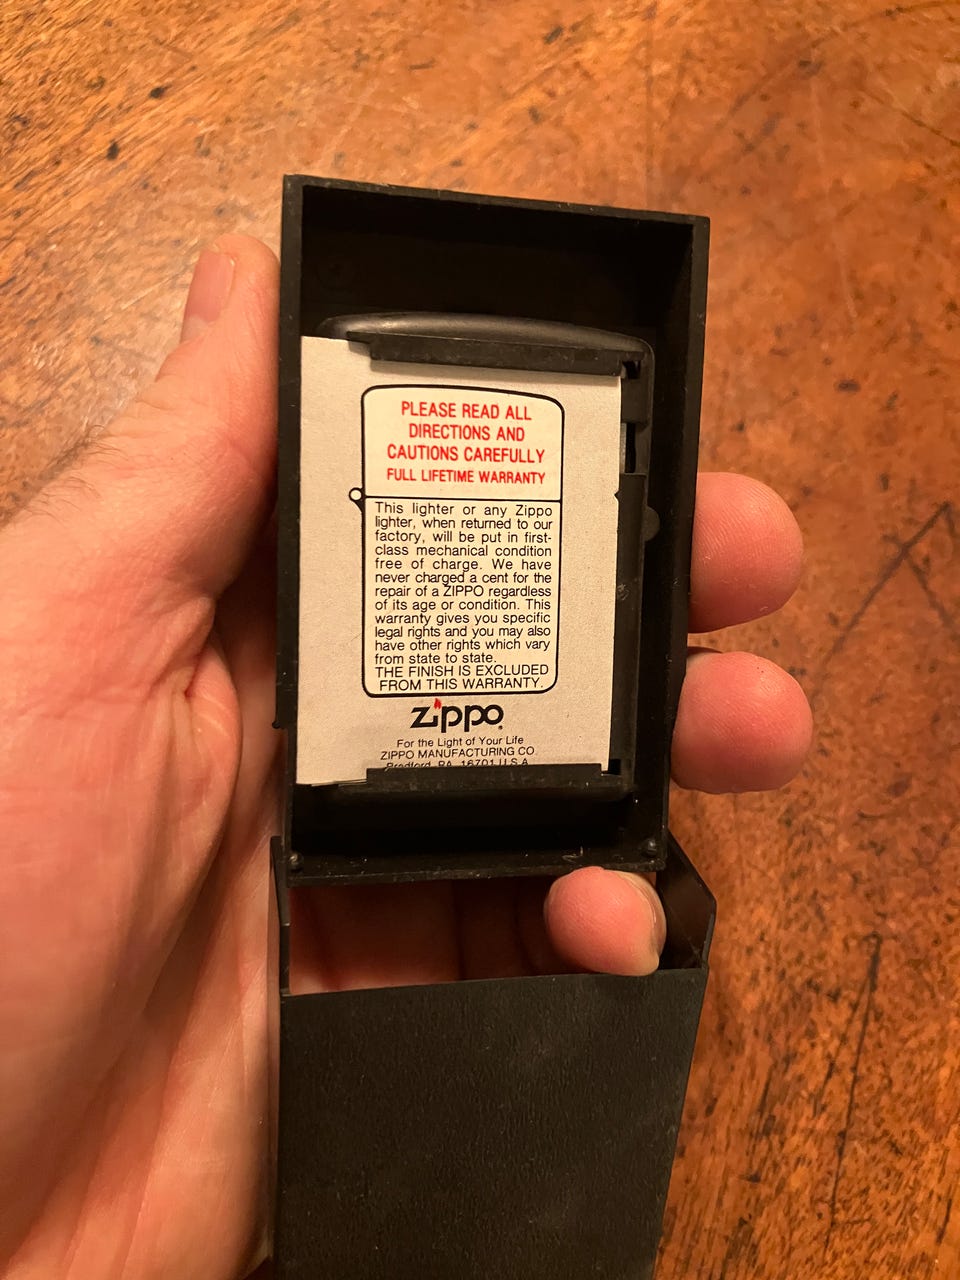 PLEASE READ ALL
DIRECTIONS AND
CAUTIONS CAREFULLY
FULL LIFETIME WARRANTY
This lighter or any Zippo
lighter, when returned to our
factory, will be put in first-
class mechanical condition
free of charge. We have
never charged a cent for the
repair of a ZIPPO regardless
of its age or condition. This
warranty gives you specific
legal rights and you may also
have other rights which vary
from state to state.
THE FINISH IS EXCLUDED
FROM THIS WARRANTY.
zippo
For the Light of Your Life
ZIPPO MANUFACTURING CO
Bradford, PA 16701 U.S.A.